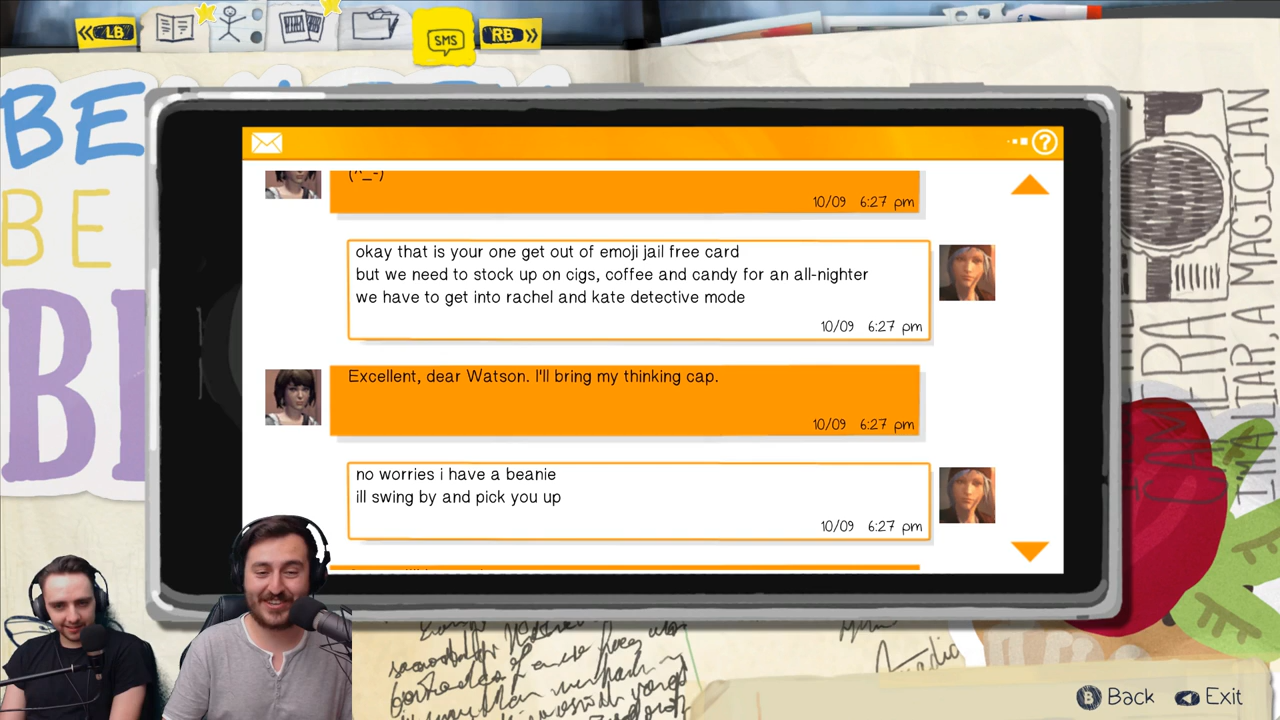 LB
SMS
RB
BE
BE
(^_-)
10/09 6:27 pm
okay that is your one get out of emoji jail free card
but we need to stock up on cigs, coffee and candy for an all-nighter
we have to get into rachel and kate detective mode
10/09 6:27 pm
Excellent, dear Watson. I'll bring my thinking cap.
10/09 6:27 pm
no worries i have a beanie
ill swing by and pick you up
10/09 6:27 pm
CAMERA
LIAR, A MAGICIAN
B Back
Exit